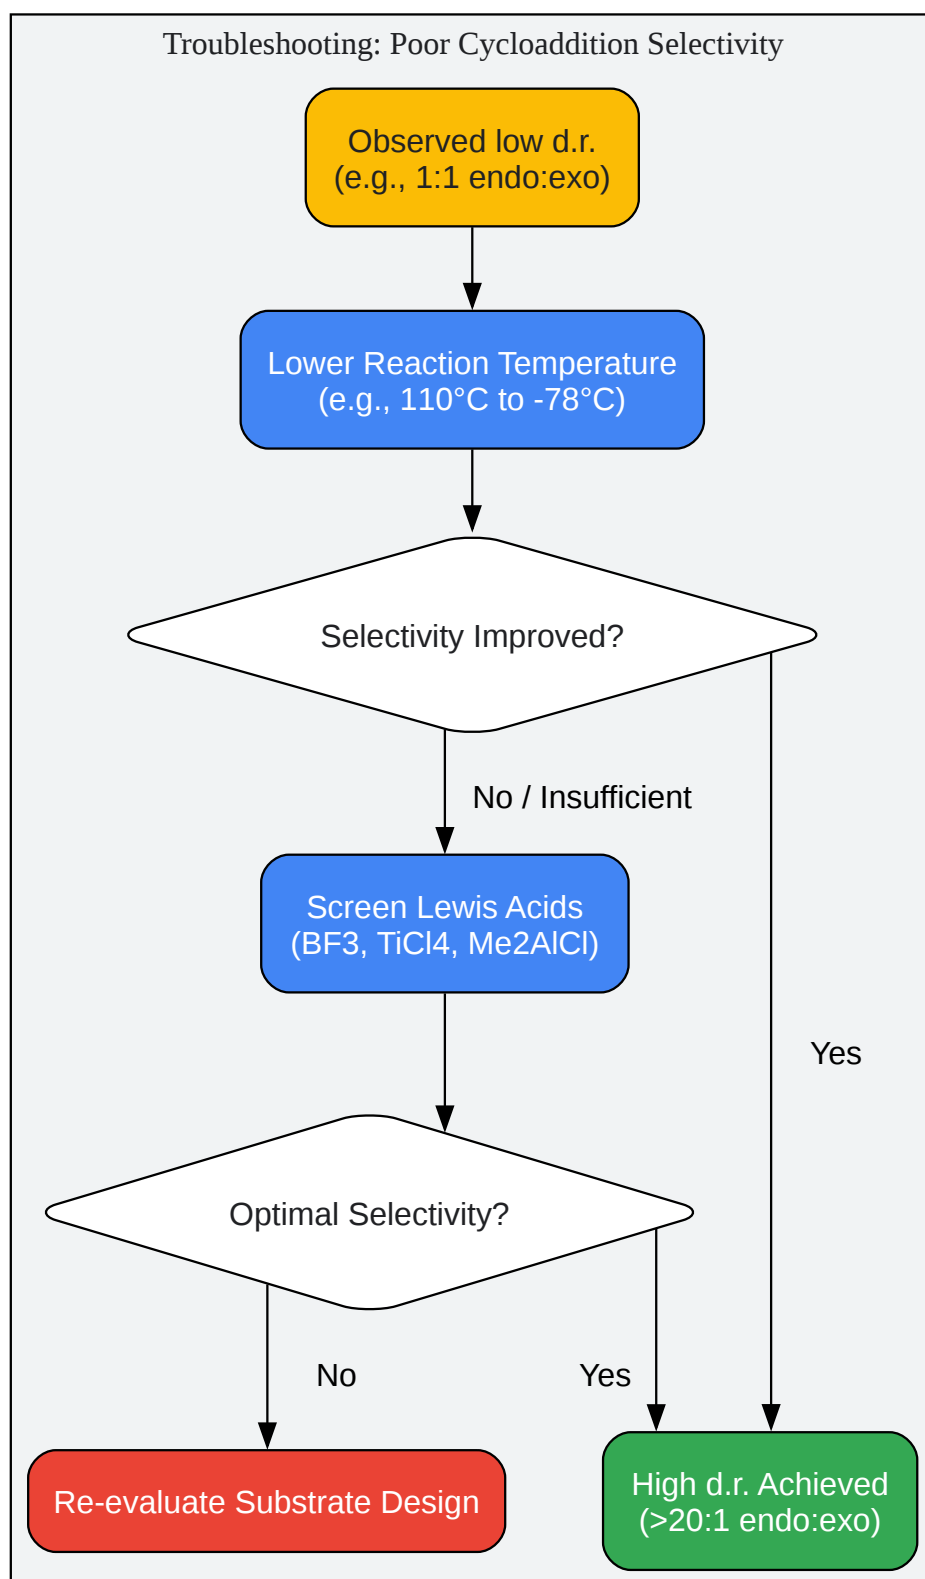 Troubleshooting: Poor Cycloaddition Selectivity
Observed low d.r.
(e.g., 1:1 endo:exo)
Lower Reaction Temperature
(e.g., 110°C to -78°C)
Selectivity Improved?
No / Insufficient
Screen Lewis Acids
(BF3, TiCl4, Me2AlCl)
Yes
Optimal Selectivity?
No
Yes
Re-evaluate Substrate Design
High d.r. Achieved
(>20:1 endo:exo)